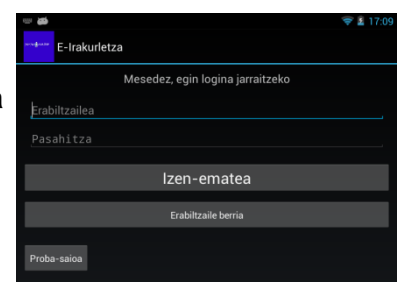 17:09
E-Irakurletza
Mesedez, egin logina jarraitzeko
Erabiltzailea
Pasahitza
Izen-ematea
Erabiltzaile berria
Proba-saioa